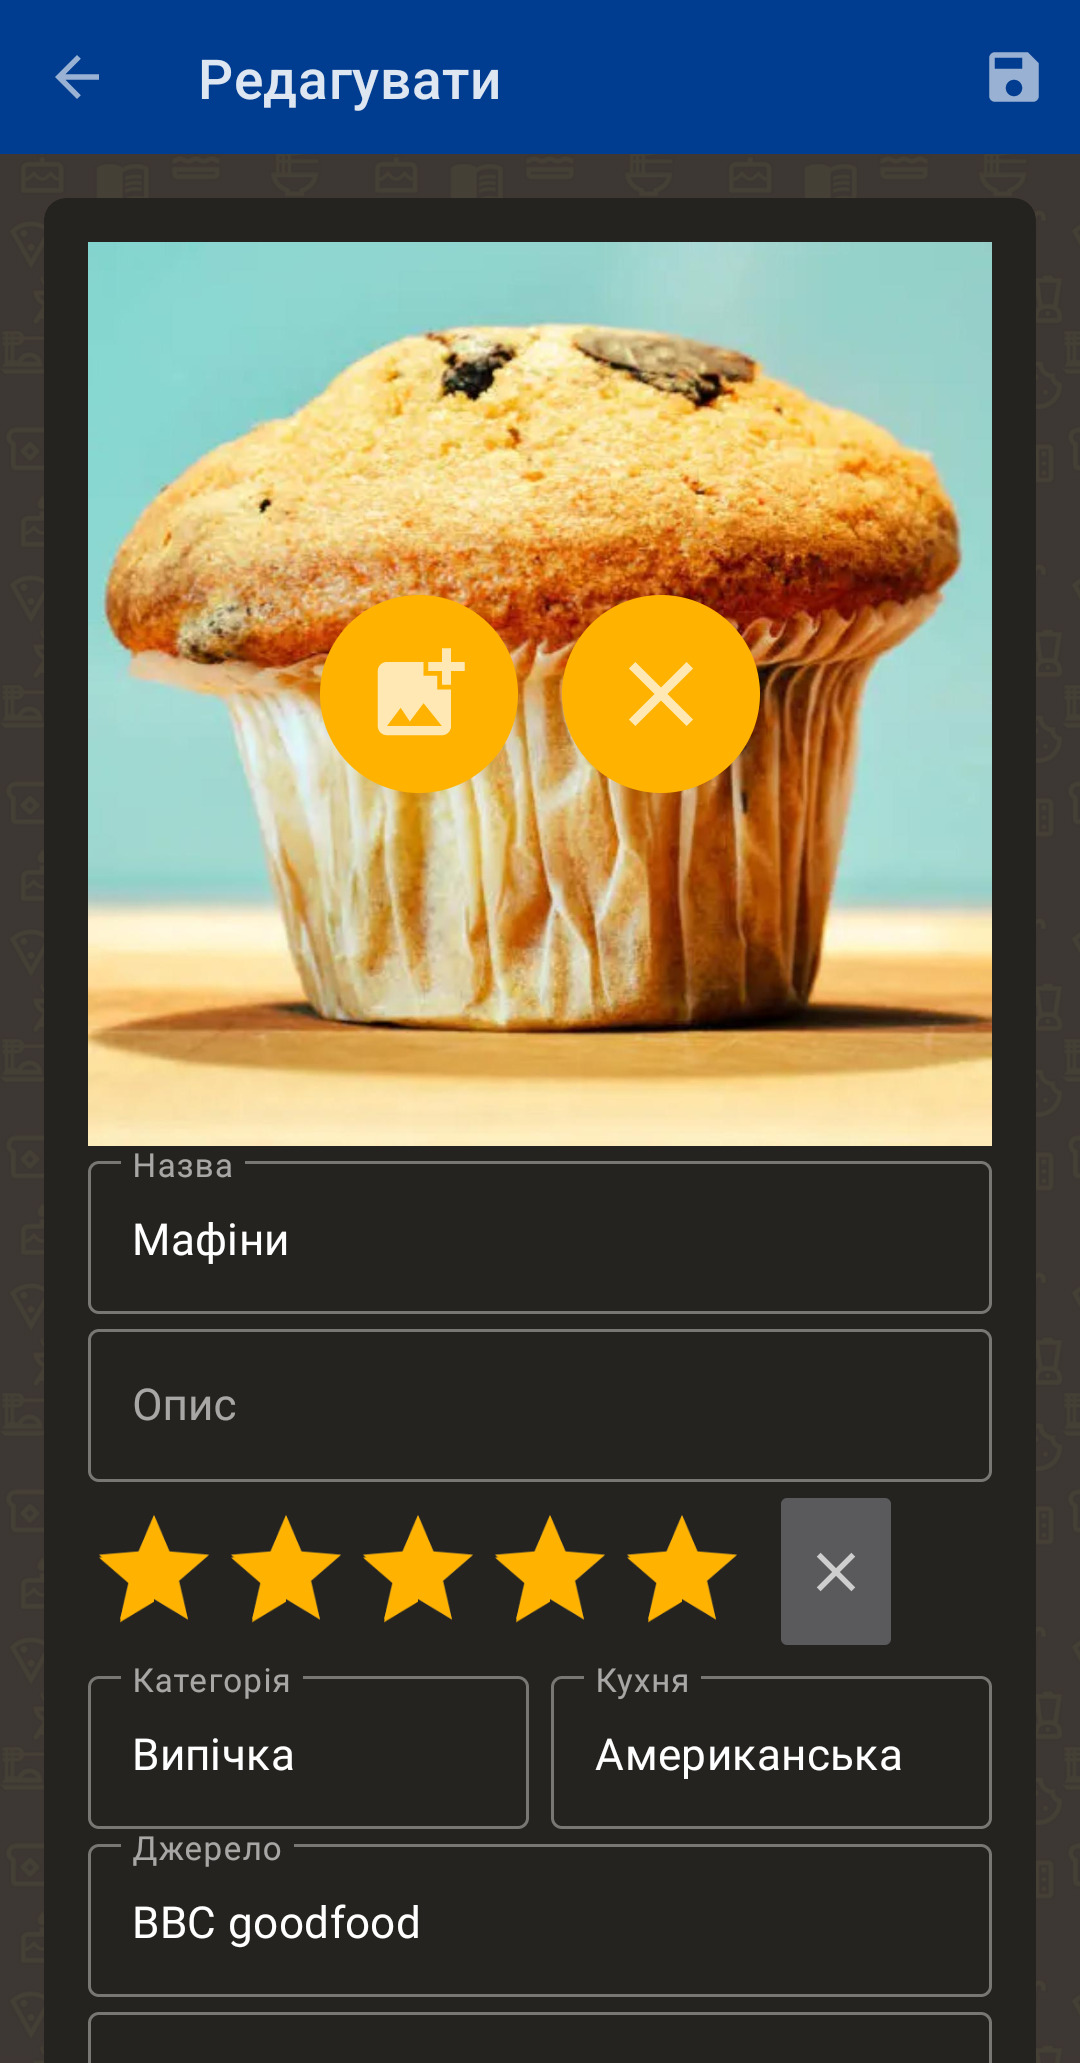 Редагувати
Назва
Мафіни
Опис
Категорія
Випічка
Кухня
Американська
Джерело
BBC goodfood